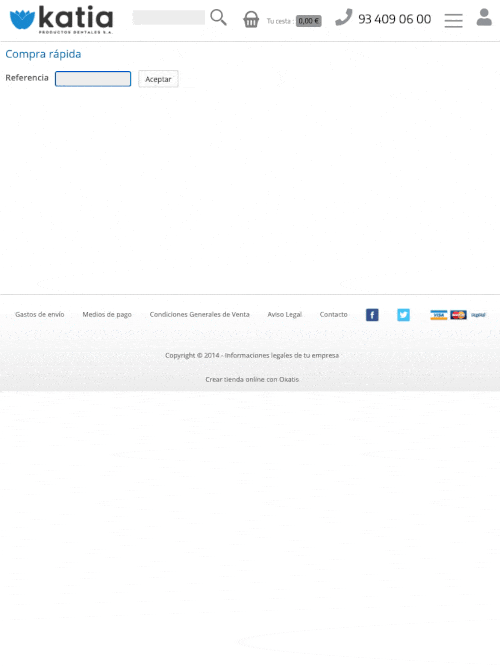 katia
PRODUCTOS DENTALES S.A.
Tu cesta : 0,00 €
93 409 06 00
Compra rápida
Referencia
Aceptar
Gastos de envío
Medios de pago
Condiciones Generales de Venta
Aviso Legal
Contacto
VISA
PayPal
Copyright © 2014 - Informaciones legales de tu empresa
Crear tienda online con Oxatis